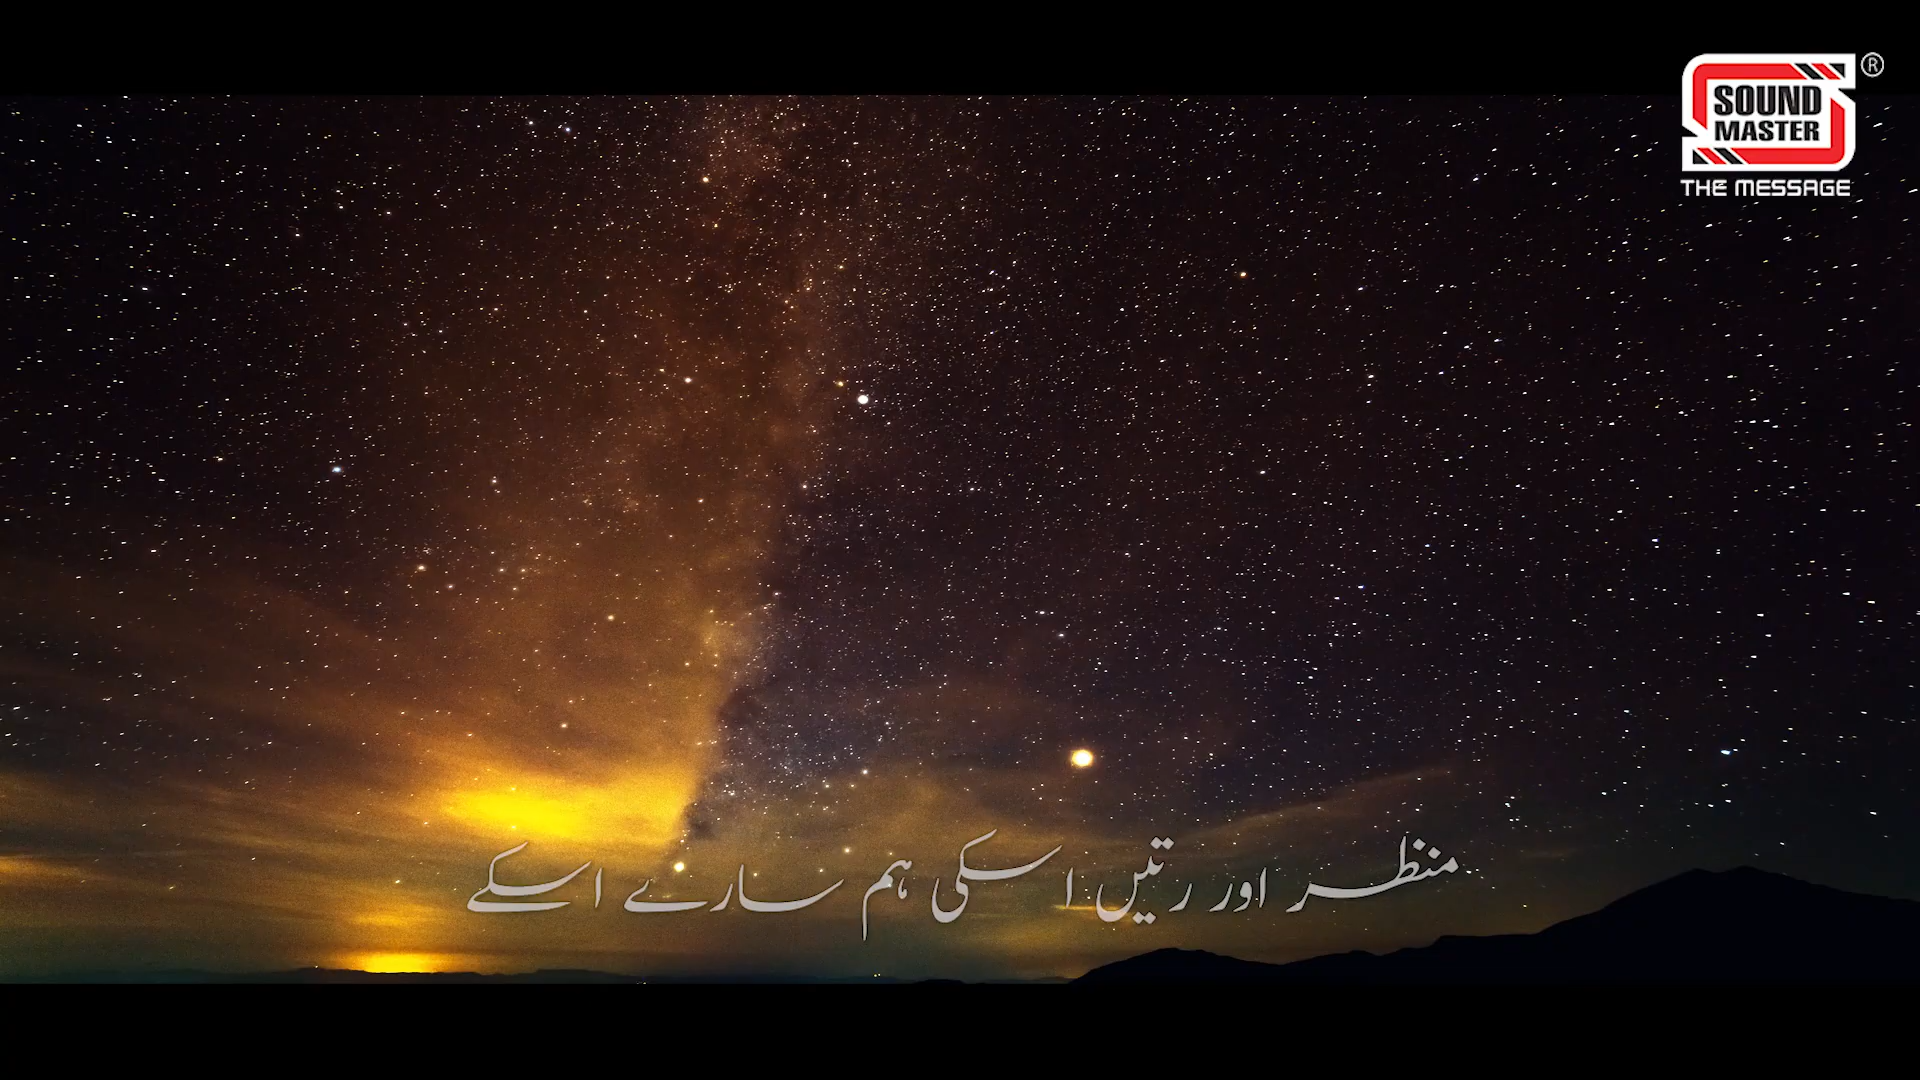 SOUND
MASTER
®
THE MESSAGE
منظر اور رتیں اسکی ہم سارے اسکے